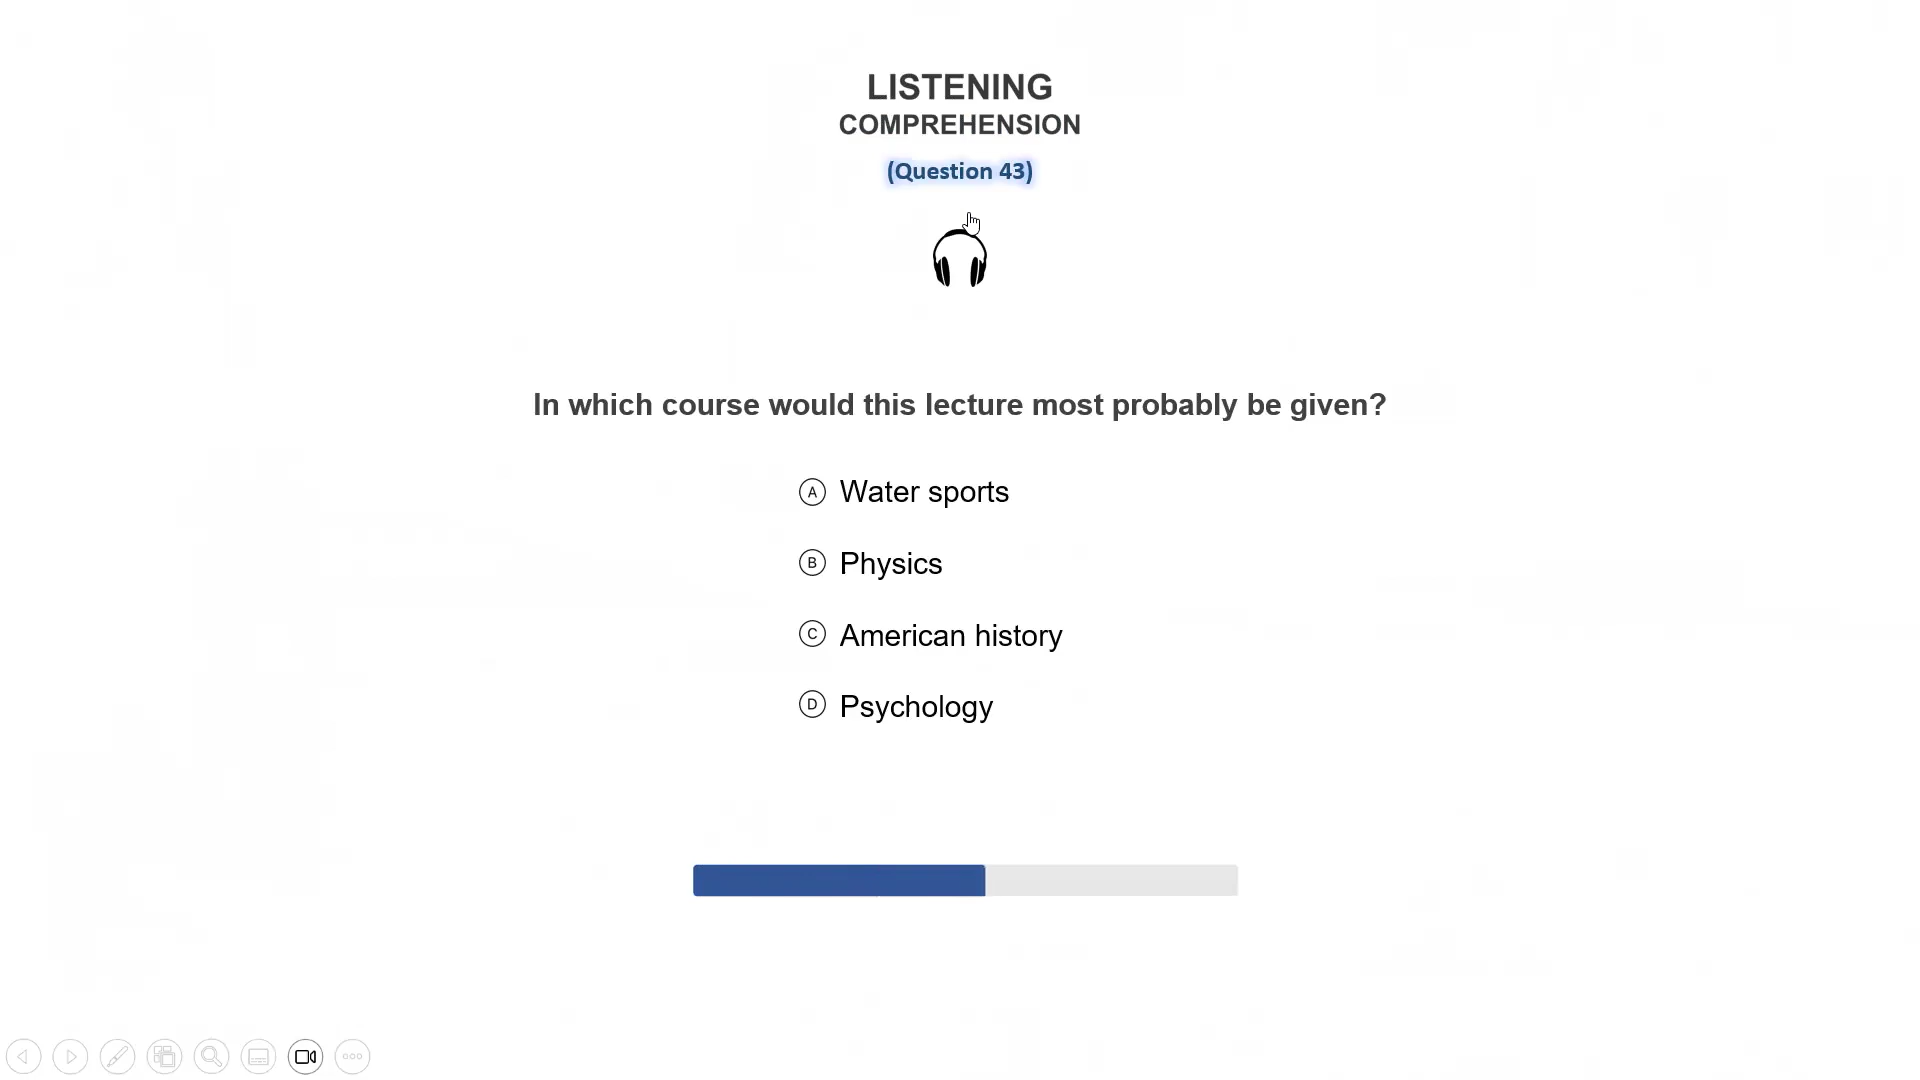 LISTENING
COMPREHENSION
(Question 43)
In which course would this lecture most probably be given?
A Water sports
B Physics
C American history
D Psychology